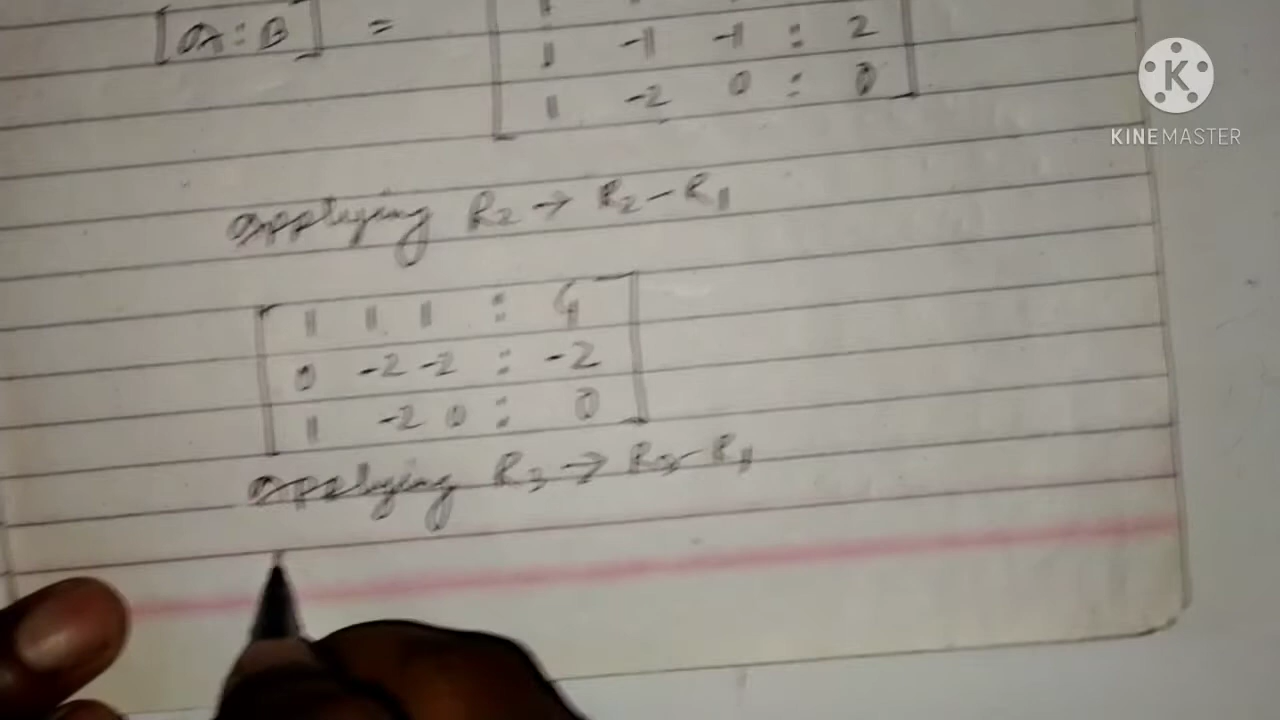 [A : B] =
1 -1 -1 : 2
1 -2 0 : 0
KINEMASTER
applying R2 → R2 - R1
1 1 1 : 4
0 -2 -2 : -2
1 -2 0 : 0
applying R3 → R3 - R1